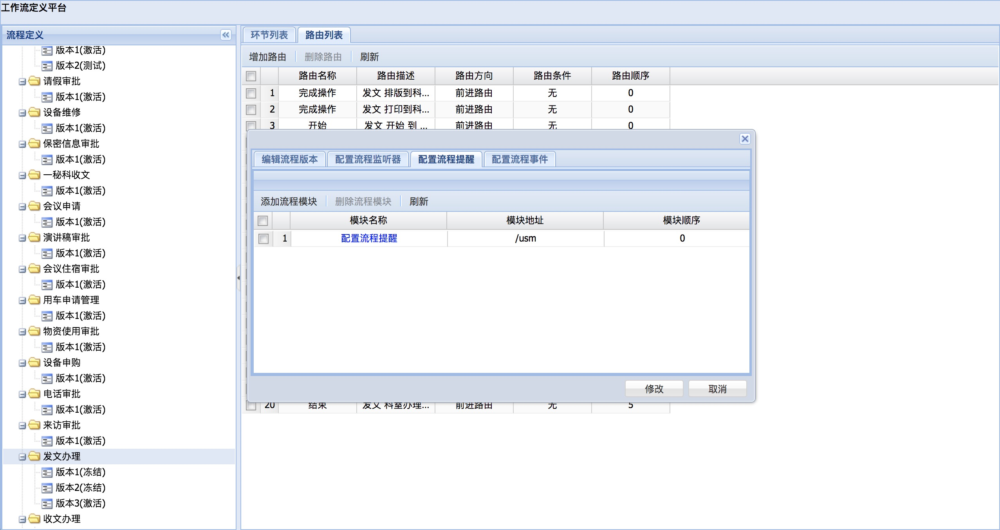 工作流定义平台
流程定义
版本1(激活)
版本2(测试)
请假审批
版本1(激活)
设备维修
版本1(激活)
保密信息审批
版本1(激活)
一秘科收文
版本1(激活)
会议申请
版本1(激活)
演讲稿审批
版本1(激活)
会议住宿审批
版本1(激活)
用车申请管理
版本1(激活)
物资使用审批
版本1(激活)
设备申购
版本1(激活)
电话审批
版本1(激活)
来访审批
版本1(激活)
发文办理
版本1(冻结)
版本2(冻结)
版本3(激活)
收文办理
环节列表 路由列表
增加路由 删除路由 刷新
路由名称 路由描述 路由方向 路由条件 路由顺序
1 完成操作 发文 排版到科... 前进路由 无 0
2 完成操作 发文 打印到科... 前进路由 无 0
3 开始 发文 开始 到 ... 前进路由 无 0
编辑流程版本 配置流程监听器 配置流程提醒 配置流程事件
添加流程模块 删除流程模块 刷新
模块名称 模块地址 模块顺序
1 配置流程提醒 /usm 0
修改 取消
20 结束 发文 科室办理... 前进路由 无 5